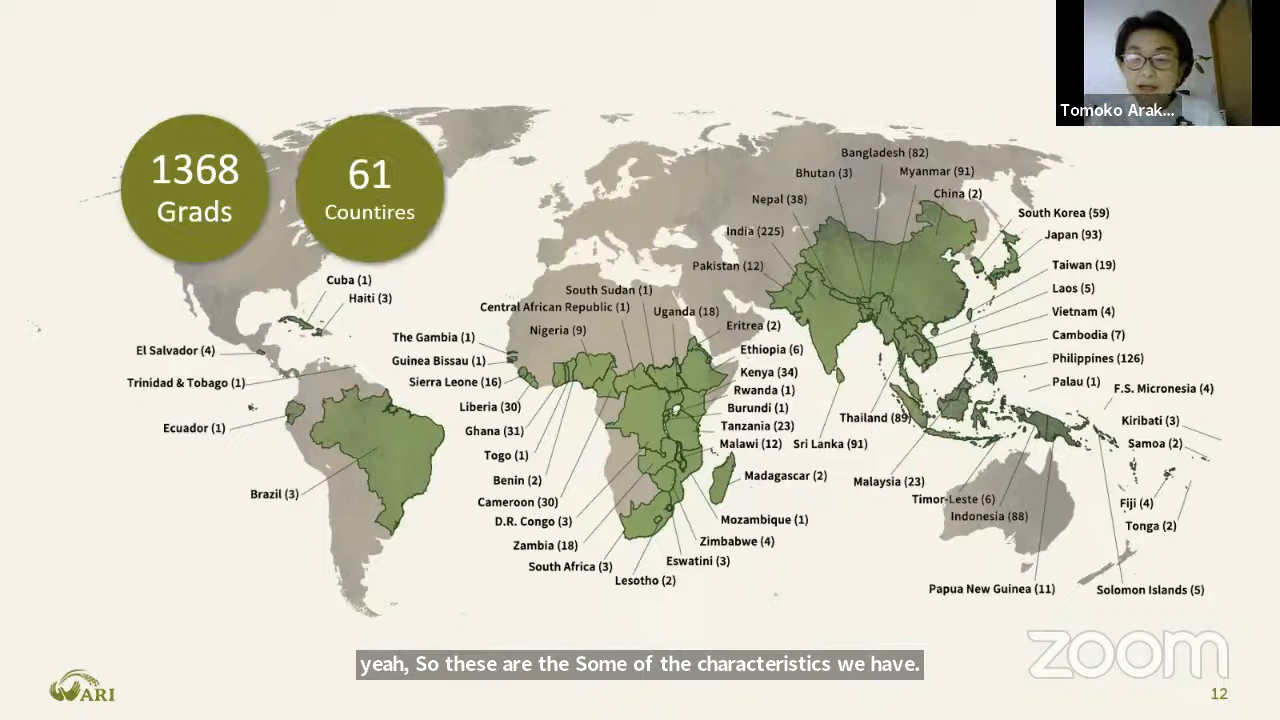 Tomoko Arak...
1368
Grads
61
Countires
Bangladesh (82)
Bhutan (3)
Myanmar (91)
Nepal (38)
China (2)
South Korea (59)
India (225)
Japan (93)
Pakistan (12)
Taiwan (19)
Laos (5)
Vietnam (4)
Cambodia (7)
Philippines (126)
Palau (1)
F.S. Micronesia (4)
Kiribati (3)
Samoa (2)
Fiji (4)
Tonga (2)
Solomon Islands (5)
Papua New Guinea (11)
Indonesia (88)
Timor-Leste (6)
Malaysia (23)
Thailand (89)
Sri Lanka (91)
Cuba (1)
Haiti (3)
El Salvador (4)
Trinidad & Tobago (1)
Ecuador (1)
Brazil (3)
South Sudan (1)
Central African Republic (1)
Uganda (18)
Nigeria (9)
Eritrea (2)
The Gambia (1)
Ethiopia (6)
Guinea Bissau (1)
Kenya (34)
Sierra Leone (16)
Rwanda (1)
Liberia (30)
Burundi (1)
Ghana (31)
Tanzania (23)
Togo (1)
Malawi (12)
Benin (2)
Madagascar (2)
Cameroon (30)
D.R. Congo (3)
Mozambique (1)
Zambia (18)
Zimbabwe (4)
South Africa (3)
Eswatini (3)
Lesotho (2)
zoom
yeah, So these are the Some of the characteristics we have.
ARI
12